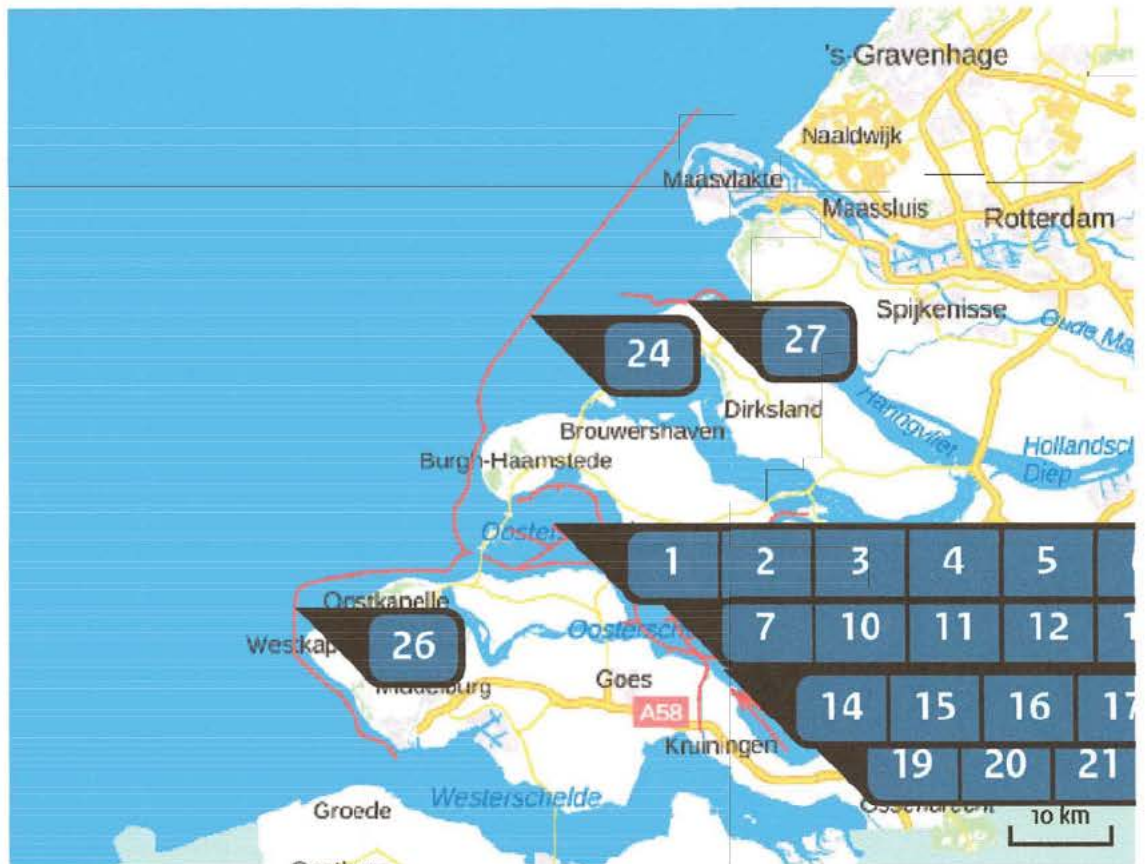 's-Gravenhage
Naaldwijk
Maasvlakte
Maassluis
Rotterdam
Spijkenisse
24
27
Dirksland
Haringvliet
Brouwershaven
Burgh-Haamstede
Diep
1 2 3 4 5
Oostkapelle
7 10 11 12
26
Middelburg
Goes
A58
14 15 16 17
Kruiningen
19 20 21
Westerschelde
Groede
10 km